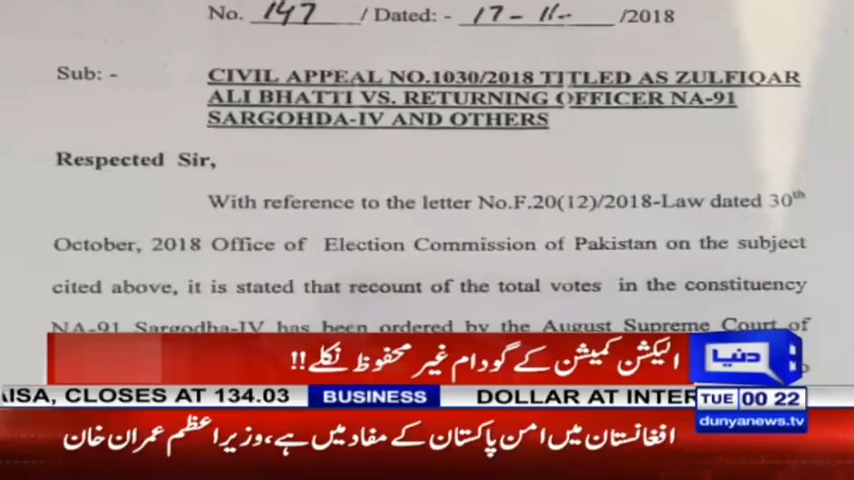 No. 147 / Dated: - 17-11- /2018
Sub: - CIVIL APPEAL NO.1030/2018 TITLED AS ZULFIQAR
ALI BHATTI VS. RETURNING OFFICER NA-91
SARGOHDA-IV AND OTHERS
Respected Sir,
With reference to the letter No.F.20(12)/2018-Law dated 30th
October, 2018 Office of Election Commission of Pakistan on the subject
cited above, it is stated that recount of the total votes in the constituency
NA-91 Sargodha-IV has been ordered by the August Supreme Court of
الیکشن کمیشن کے گودام غیر محفوظ نکلے!!
دنیا
AISA, CLOSES AT 134.03 BUSINESS DOLLAR AT INTER
TUE 00 22
dunyanews.tv
افغانستان میں امن پاکستان کے مفاد میں ہے، وزیراعظم عمران خان